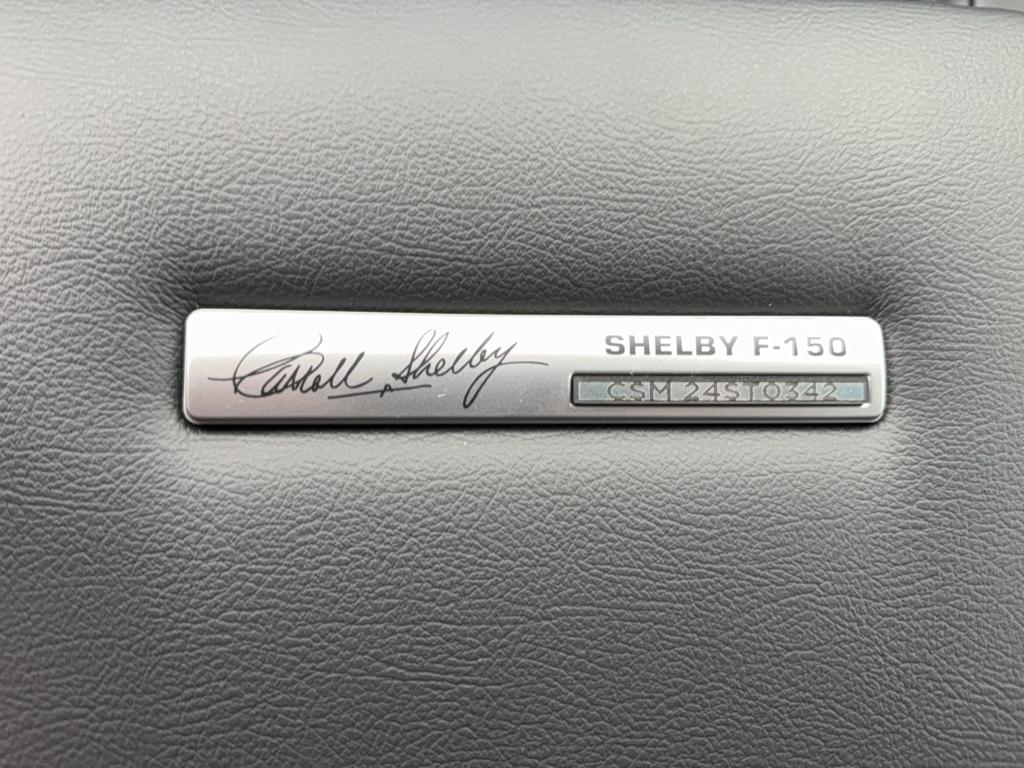 Carroll Shelby
SHELBY F-150
CSM 24ST0342